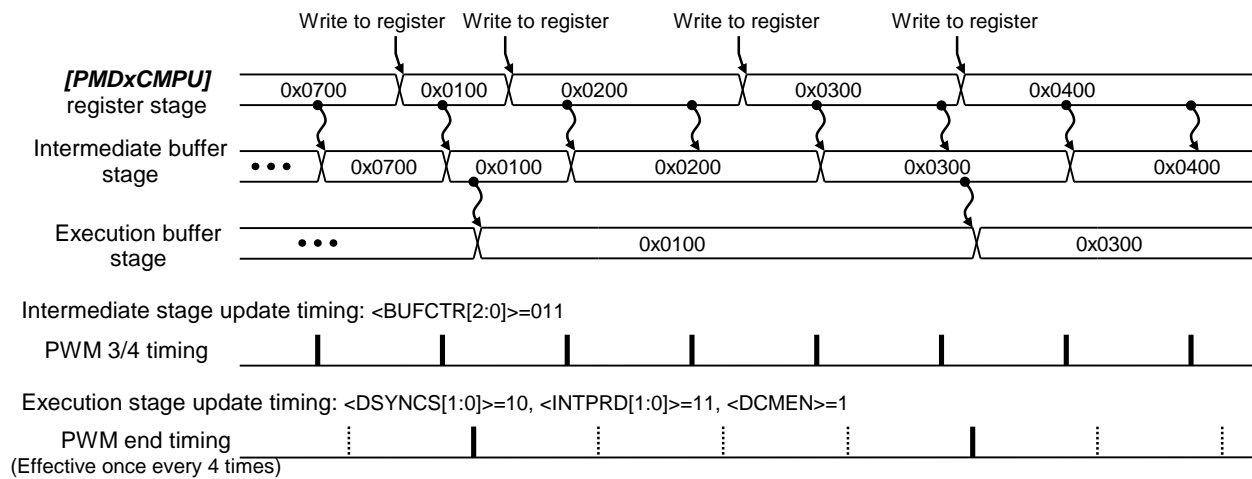 Write to register Write to register Write to register Write to register
[PMDxCMPU]
register stage
0x0700 0x0100 0x0200 0x0300 0x0400
Intermediate buffer
stage
••• 0x0700 0x0100 0x0200 0x0300 0x0400
Execution buffer
stage
••• 0x0100 0x0300
Intermediate stage update timing: <BUFCTR[2:0]>=011
PWM 3/4 timing
Execution stage update timing: <DSYNCS[1:0]>=10, <INTPRD[1:0]>=11, <DCMEN>=1
PWM end timing
(Effective once every 4 times)